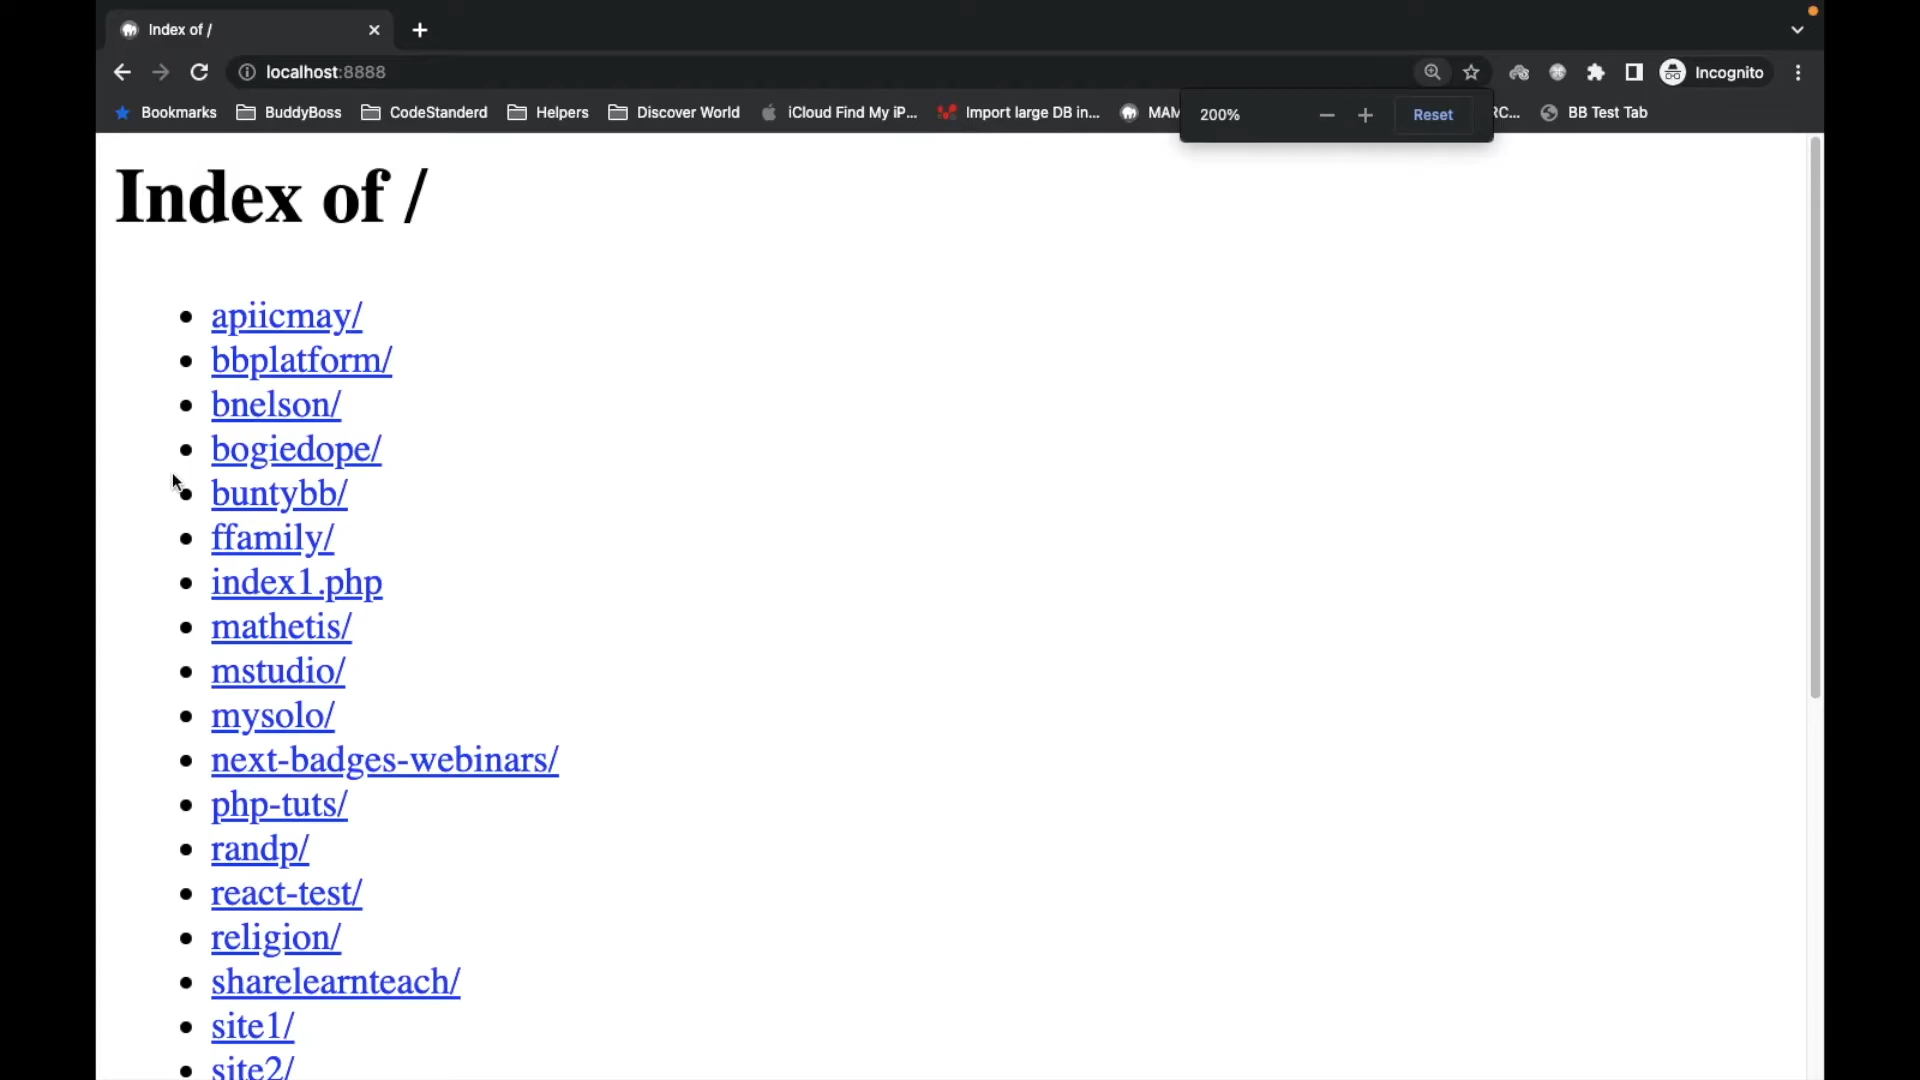 Index of /
localhost:8888
Incognito
Bookmarks
BuddyBoss
CodeStanderd
Helpers
Discover World
iCloud Find My iP...
Import large DB in...
MAM
RC...
BB Test Tab
200%
Reset
Index of /
apiicmay/
bbplatform/
bnelson/
bogiedope/
buntybb/
ffamily/
index1.php
mathetis/
mstudio/
mysolo/
next-badges-webinars/
php-tuts/
randp/
react-test/
religion/
sharelearnteach/
site1/
site2/